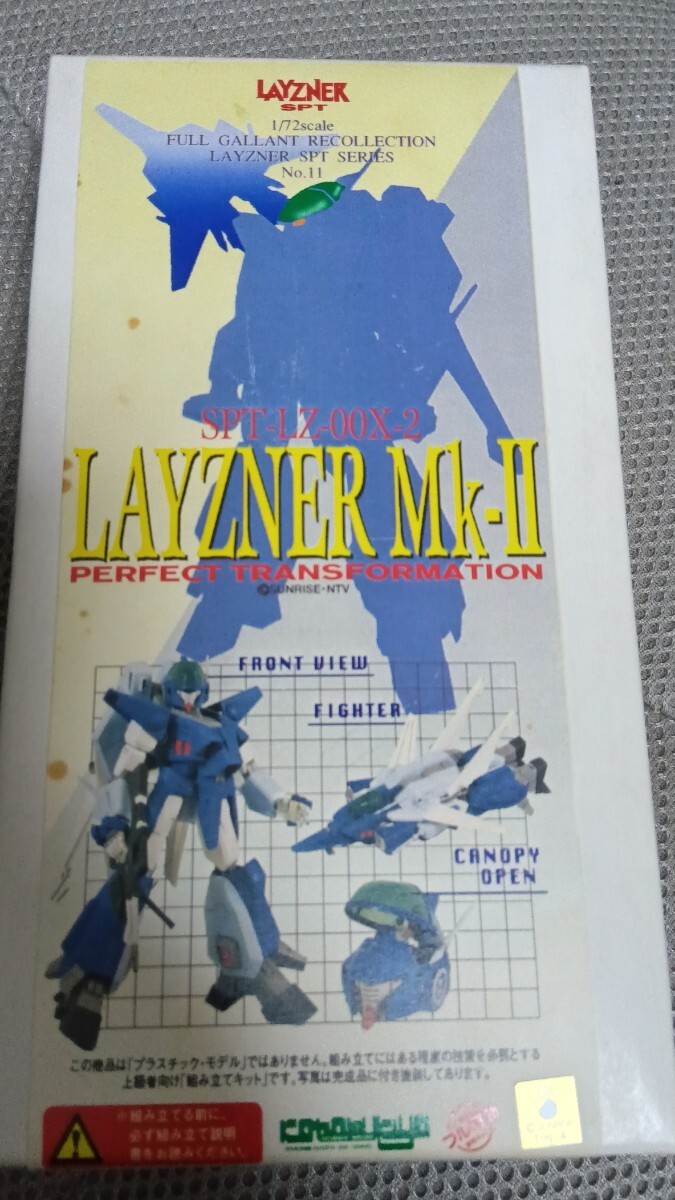 LAYZNER
SPT
1/72scale
FULL GALLANT RECOLLECTION
LAYZNER SPT SERIES
No.11
SPT-LZ-00X-2
LAYZNER Mk-II
PERFECT TRANSFORMATION
©SUNRISE・NTV
FRONT VIEW
FIGHTER
CANOPY
OPEN
この商品は「プラスチック・モデル」ではありません。組み立てにはある程度の技術を必要とする
上級者向け「組み立てキット」です。写真は完成品に付き塗装してあります。
※組み立てる前に、
必ず組み立て説明
書をお読みください。